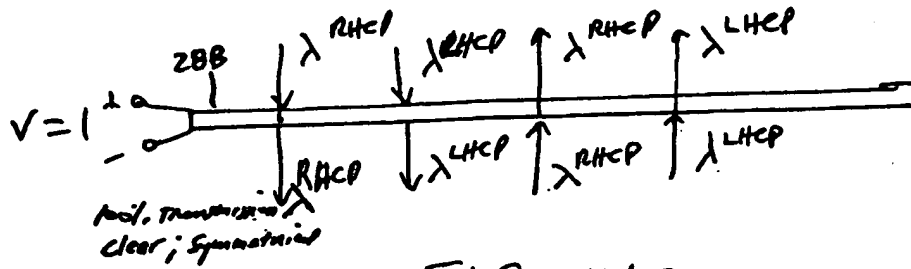 288
λ RHCP
λ RHCP
λ RHCP
λ LHCP
V = 1
+
−
λ RHCP
λ LHCP
λ RHCP
λ LHCP
Transmission
Clear; Symmetrical